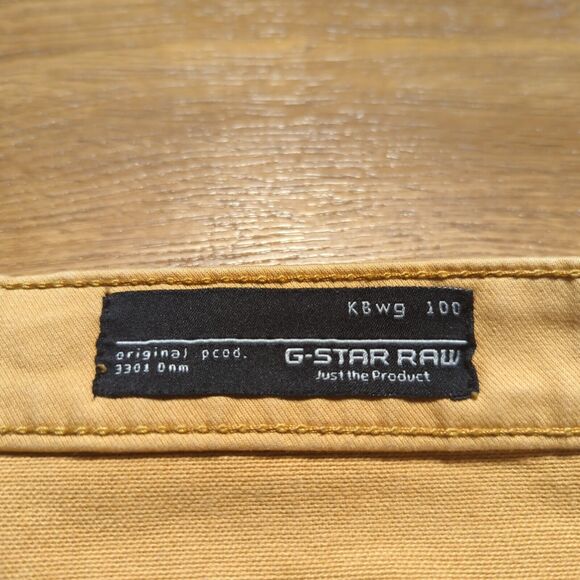 KBwg 100
original pcod.
3301 Dnm
G-STAR RAW
Just the Product